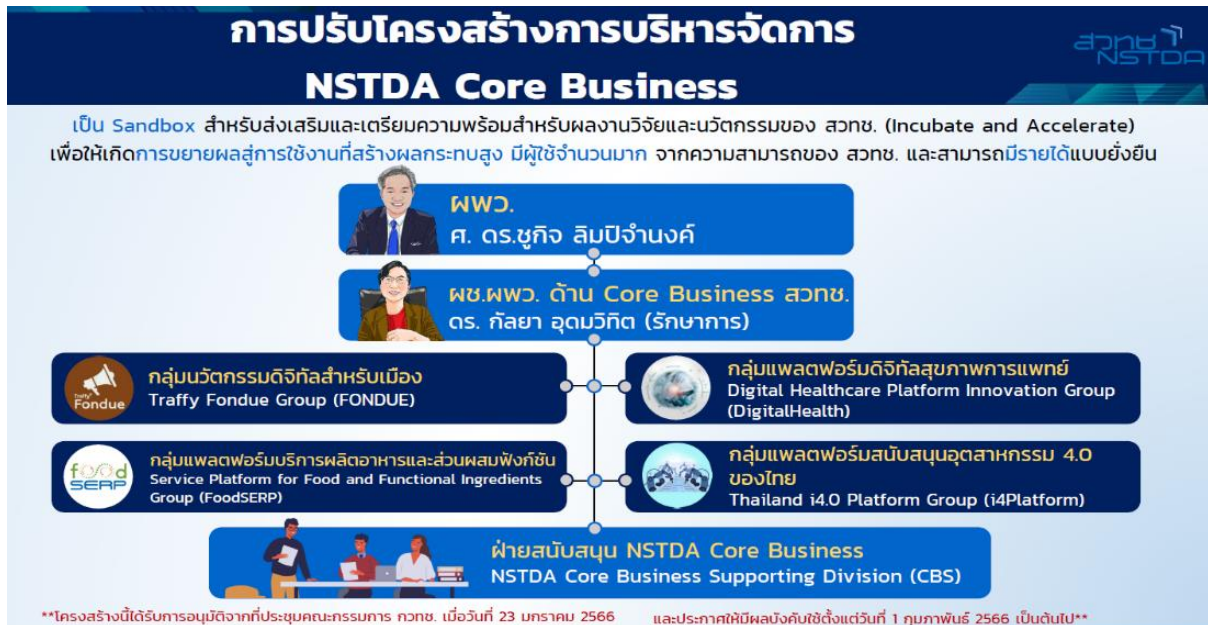 การปรับโครงสร้างการบริหารจัดการ
NSTDA Core Business
สวทช
NSTDA
เป็น Sandbox สำหรับส่งเสริมและเตรียมความพร้อมสำหรับผลงานวิจัยและนวัตกรรมของ สวทช. (Incubate and Accelerate)
เพื่อให้เกิดการขยายผลสู่การใช้งานที่สร้างผลกระทบสูง มีผู้ใช้จำนวนมาก จากความสามารถของ สวทช. และสามารถมีรายได้แบบยั่งยืน
ผพว.
ศ. ดร.ชูกิจ ลิมปิจำนงค์
ผช.ผพว. ด้าน Core Business สวทช.
ดร. กัลยา อุดมวิทิต (รักษาการ)
Traffy
Fondue
กลุ่มนวัตกรรมดิจิทัลสำหรับเมือง
Traffy Fondue Group (FONDUE)
กลุ่มแพลตฟอร์มดิจิทัลสุขภาพการแพทย์
Digital Healthcare Platform Innovation Group
(DigitalHealth)
food
SERP
กลุ่มแพลตฟอร์มบริการผลิตอาหารและส่วนผสมฟังก์ชัน
Service Platform for Food and Functional Ingredients
Group (FoodSERP)
กลุ่มแพลตฟอร์มสนับสนุนอุตสาหกรรม 4.0
ของไทย
Thailand i4.0 Platform Group (i4Platform)
ฝ่ายสนับสนุน NSTDA Core Business
NSTDA Core Business Supporting Division (CBS)
**โครงสร้างนี้ได้รับการอนุมัติจากที่ประชุมคณะกรรมการ กวทช. เมื่อวันที่ 23 มกราคม 2566 และประกาศให้มีผลบังคับใช้ตั้งแต่วันที่ 1 กุมภาพันธ์ 2566 เป็นต้นไป**